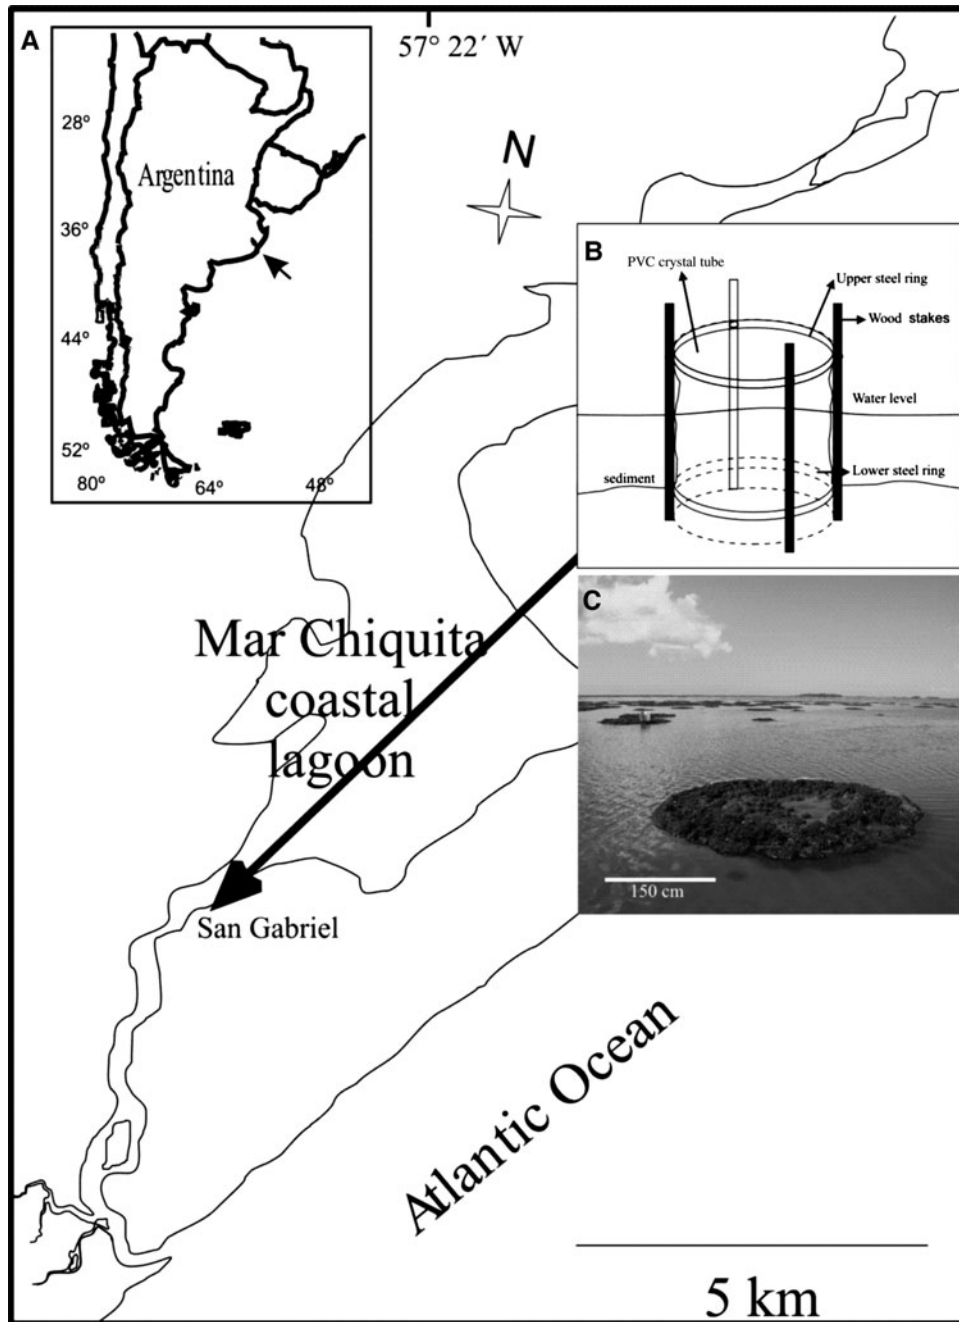 A
57° 22´ W
28°
Argentina
36°
44°
52°
80°
64°
48°
N
B
PVC crystal tube
Upper steel ring
Wood stakes
Water level
Lower steel ring
sediment
C
150 cm
Mar Chiquita
coastal
lagoon
San Gabriel
Atlantic Ocean
5 km